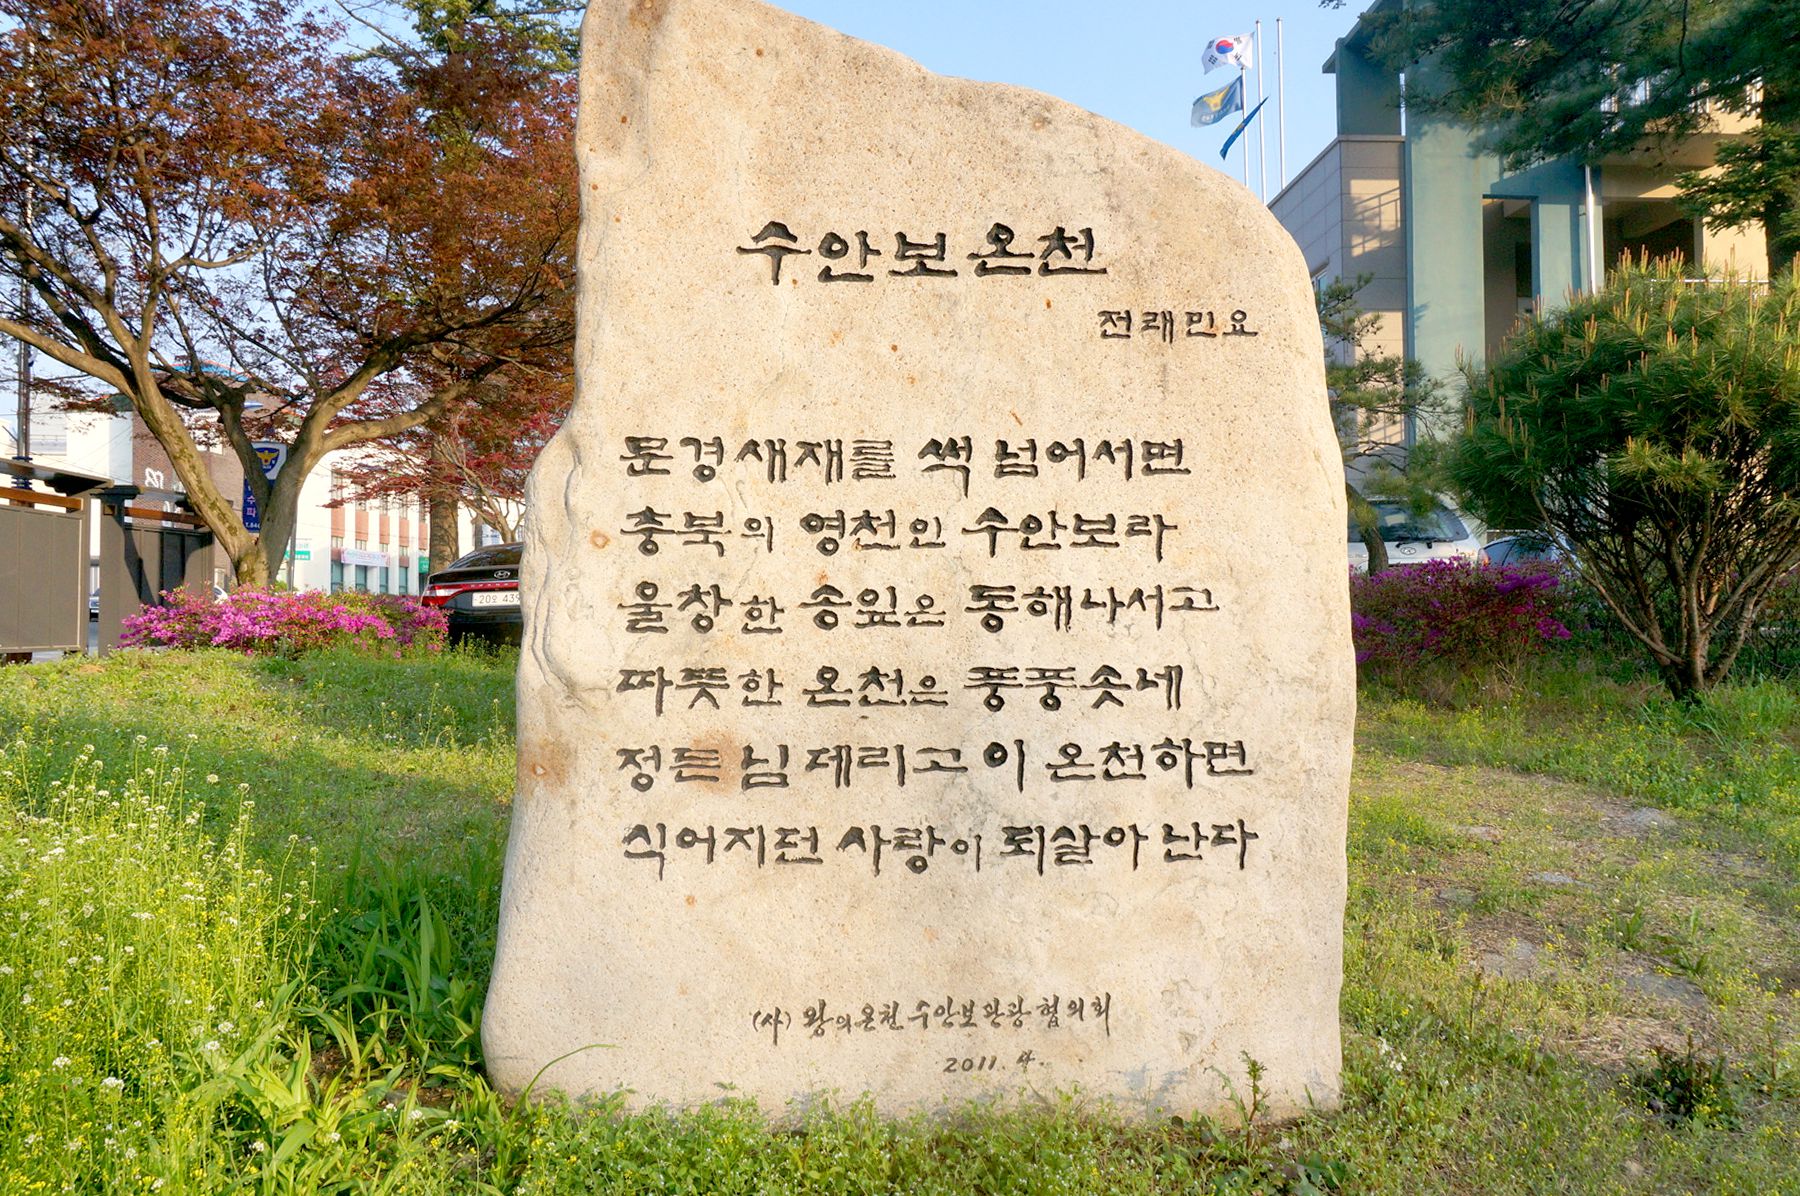 수안보온천
전래민요
문경새재를 썩 넘어서면
충북의 영천인 수안보라
울창한 송잎은 동해나서고
따뜻한 온천은 풍풍솟네
정든 님 데리고 이 온천하면
식어지던 사랑이 되살아 난다
(사) 왕의온천 수안보관광협의회
2011. 4.